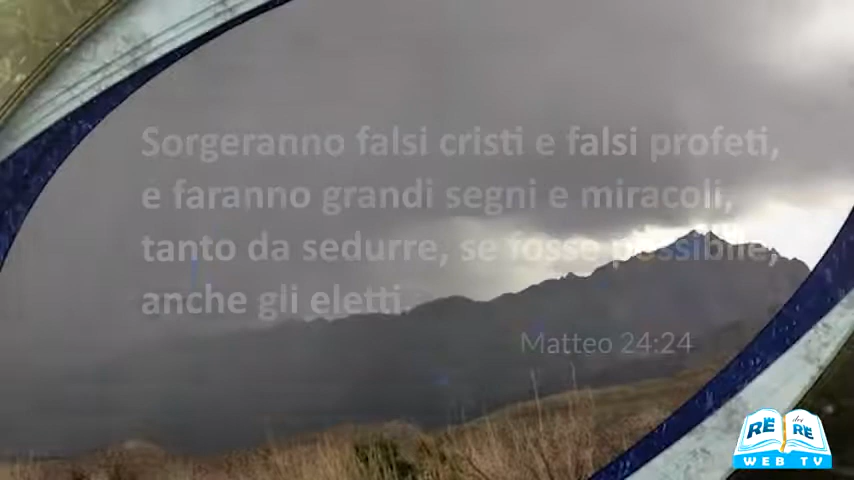 Sorgeranno falsi cristi e falsi profeti,
e faranno grandi segni e miracoli,
tanto da sedurre, se fosse possibile,
anche gli eletti.
Matteo 24:24
RE dei RE
WEB TV